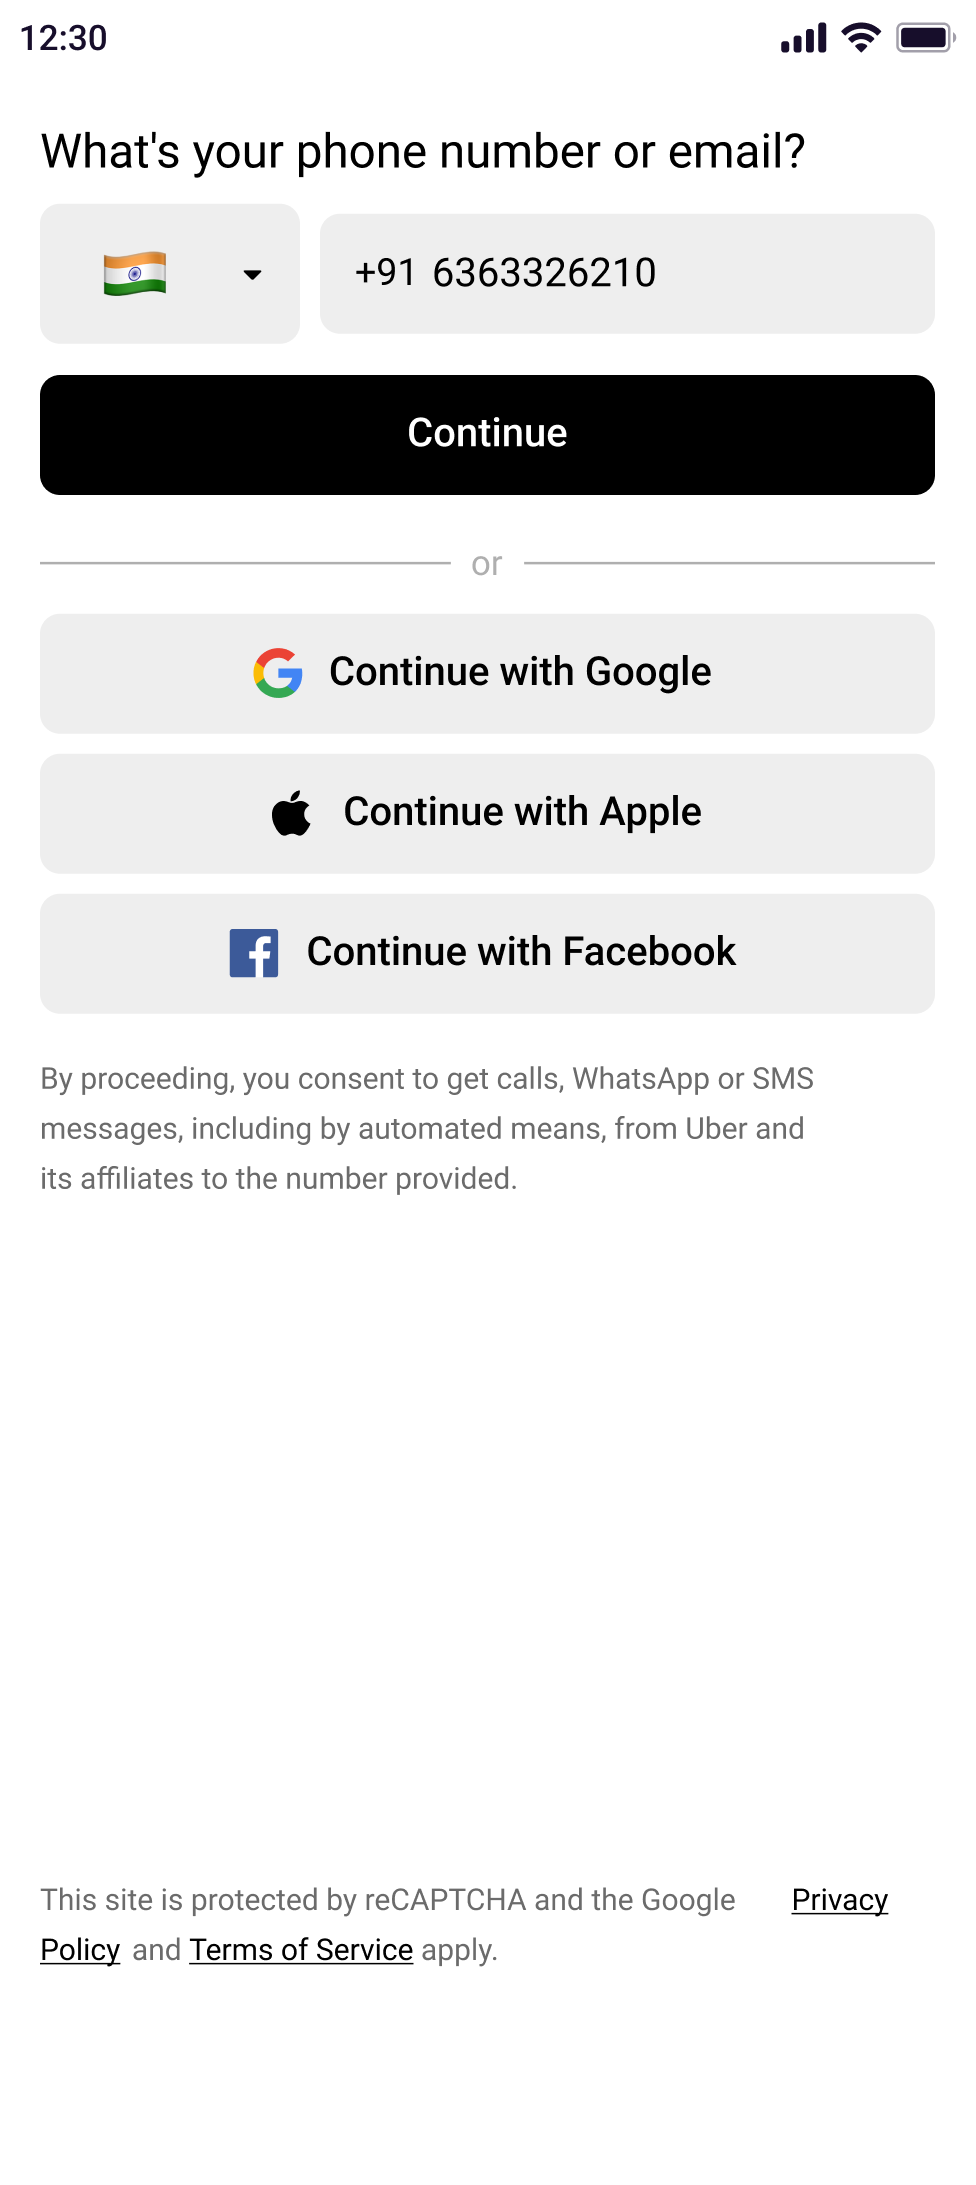 12:30
What's your phone number or email?
+91 6363326210
Continue
or
Continue with Google
Continue with Apple
Continue with Facebook
By proceeding, you consent to get calls, WhatsApp or SMS
messages, including by automated means, from Uber and
its affiliates to the number provided.
This site is protected by reCAPTCHA and the Google Privacy
Policy and Terms of Service apply.